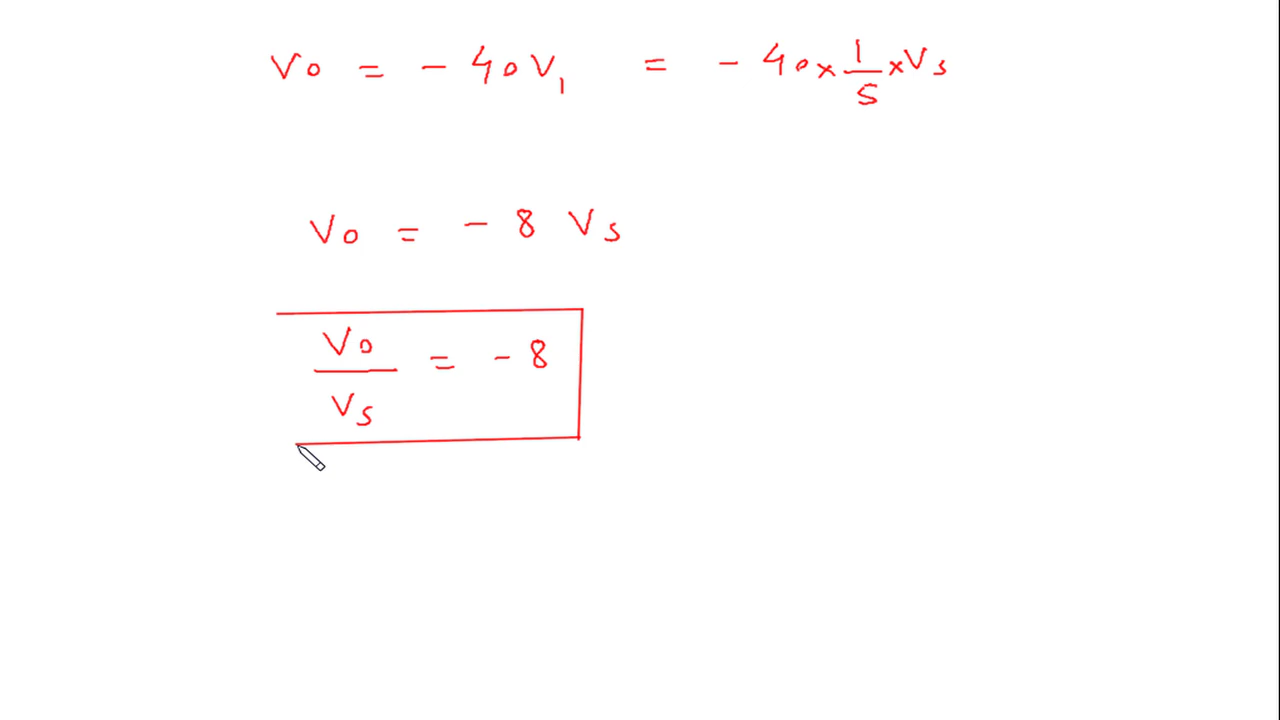 Vo = - 40V₁ = - 40 × 1/5 × Vs
Vo = - 8 Vs
Vo/Vs = - 8